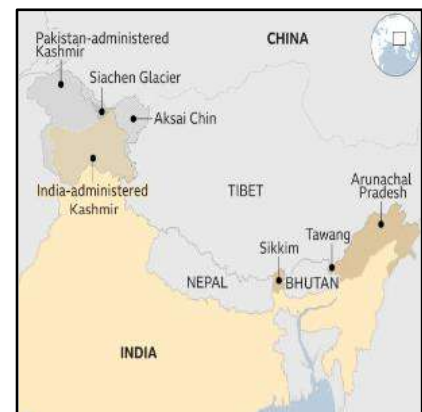 Pakistan-administered
Kashmir
CHINA
Siachen Glacier
Aksai Chin
India-administered
Kashmir
TIBET
Arunachal
Pradesh
Tawang
Sikkim
NEPAL
BHUTAN
INDIA